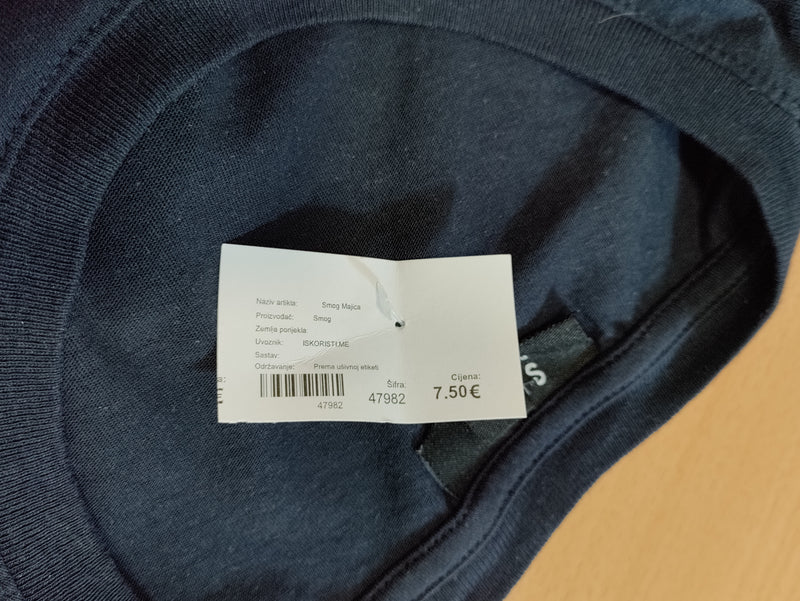 Naziv artikla: Smog Majica
Proizvođač: Smog
Zemlja porijekla
Uvoznik: ISKORISTI.ME
Sastav:
Održavanje: Prema ušivnoj etiketi
a:
47982
Šifra:
47982
Cijena:
7.50€